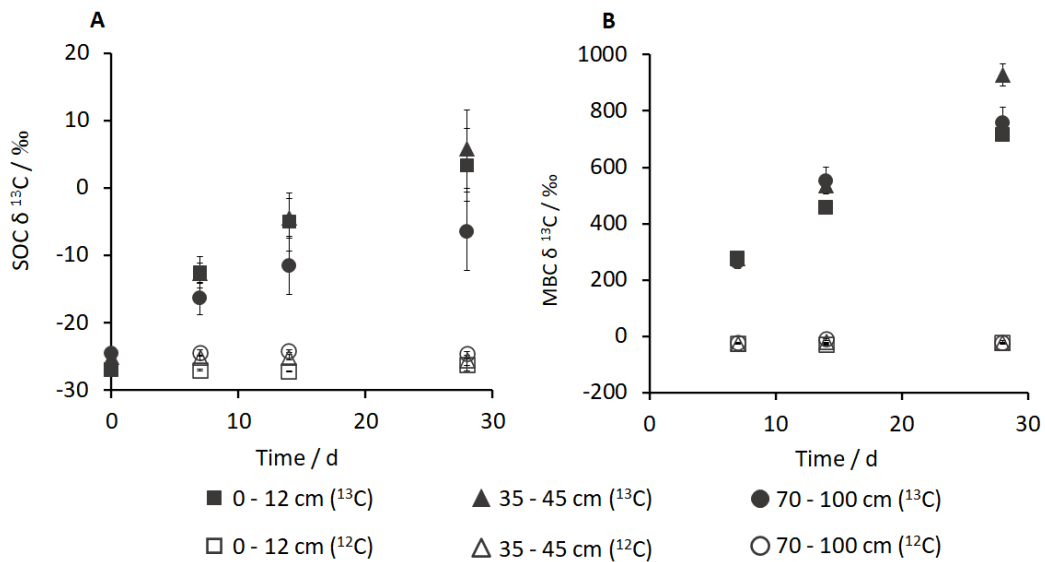 A
20
10
0
-10
-20
-30
0
10
20
30
SOC δ ¹³C / ‰
Time / d
B
1000
800
600
400
200
0
-200
0
10
20
30
MBC δ ¹³C / ‰
Time / d
0 - 12 cm (¹³C)
35 - 45 cm (¹³C)
70 - 100 cm (¹³C)
0 - 12 cm (¹²C)
35 - 45 cm (¹²C)
70 - 100 cm (¹²C)